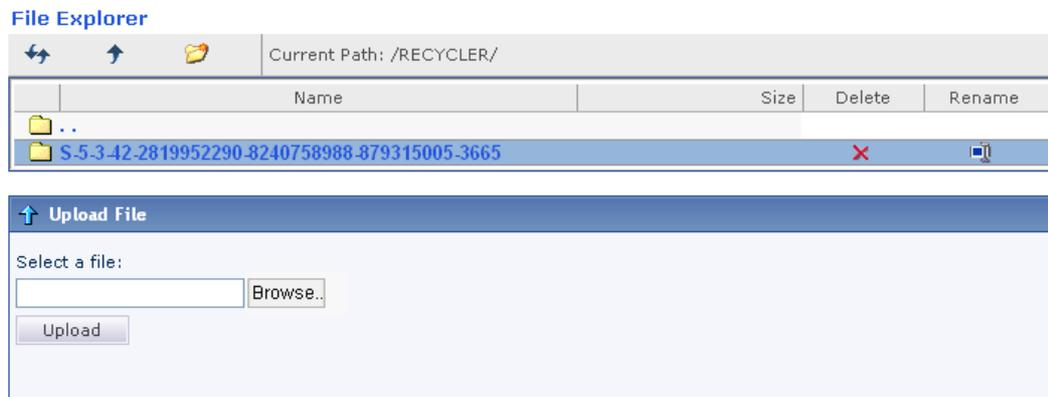 File Explorer
Current Path: /RECYCLER/
Name Size Delete Rename
. .
S-5-3-42-2819952290-8240758988-879315005-3665
Upload File
Select a file:
Browse..
Upload